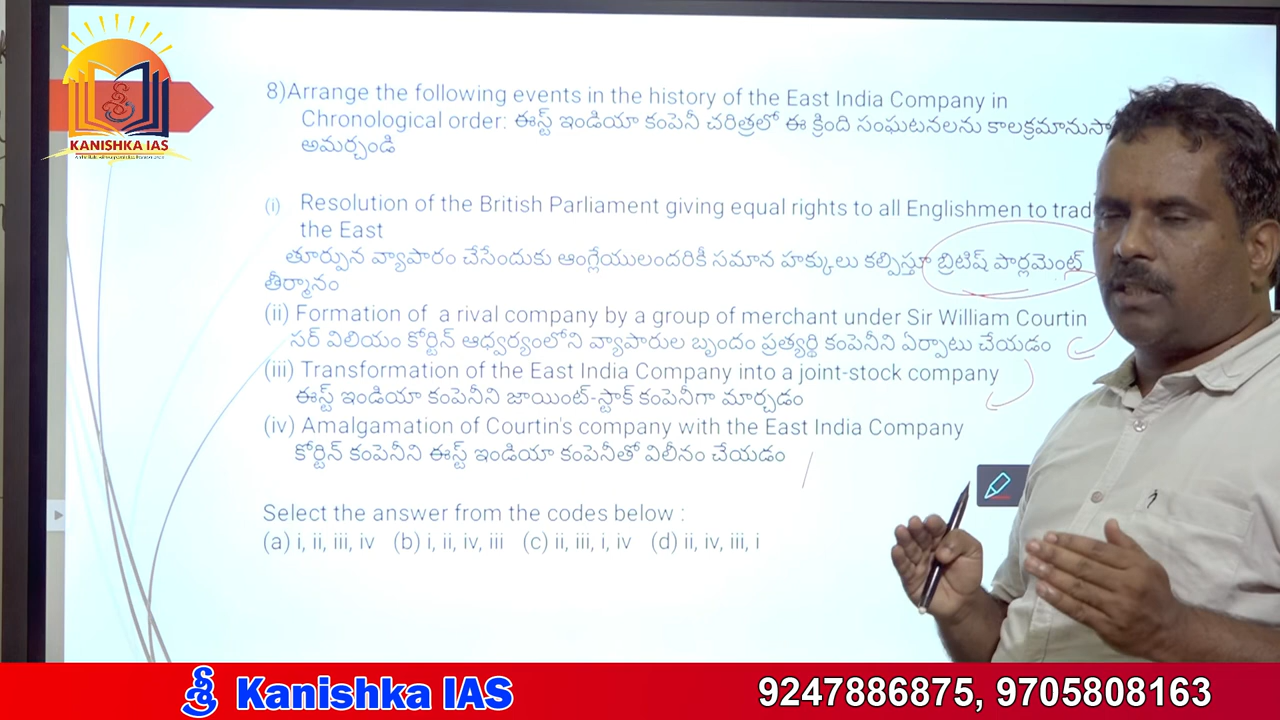 శ్రీ
KANISHKA IAS
8)Arrange the following events in the history of the East India Company in
Chronological order: ఈస్ట్ ఇండియా కంపెనీ చరిత్రలో ఈ క్రింది సంఘటనలను కాలక్రమానుసా
అమర్చండి
(i) Resolution of the British Parliament giving equal rights to all Englishmen to trad
the East
తూర్పున వ్యాపారం చేసేందుకు ఆంగ్లేయులందరికీ సమాన హక్కులు కల్పిస్తూ బ్రిటిష్ పార్లమెంట్
తీర్మానం
(ii) Formation of a rival company by a group of merchant under Sir William Courtin
సర్ విలియం కోర్టిన్ ఆధ్వర్యంలోని వ్యాపారుల బృందం ప్రత్యర్థి కంపెనీని ఏర్పాటు చేయడం
(iii) Transformation of the East India Company into a joint-stock company
ఈస్ట్ ఇండియా కంపెనీని జాయింట్-స్టాక్ కంపెనీగా మార్చడం
(iv) Amalgamation of Courtin's company with the East India Company
కోర్టిన్ కంపెనీని ఈస్ట్ ఇండియా కంపెనీతో విలీనం చేయడం
Select the answer from the codes below :
(a) i, ii, iii, iv (b) i, ii, iv, iii (c) ii, iii, i, iv (d) ii, iv, iii, i
శ్రీ Kanishka IAS
9247886875, 9705808163